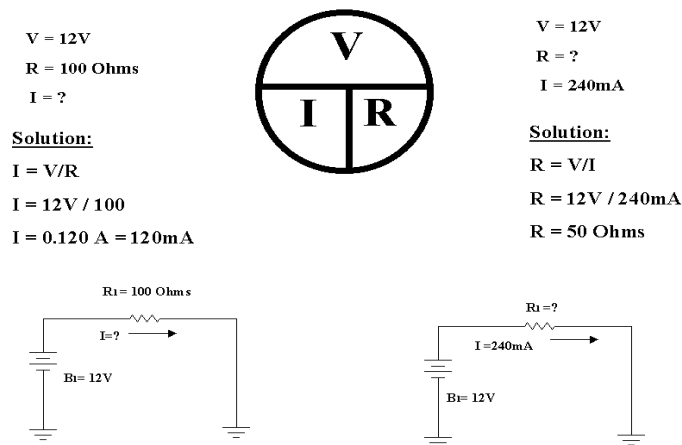 V = 12V
R = 100 Ohms
I = ?
Solution:
I = V/R
I = 12V / 100
I = 0.120 A = 120mA
V
I R
V = 12V
R = ?
I = 240mA
Solution:
R = V/I
R = 12V / 240mA
R = 50 Ohms
R1= 100 Ohms
I=?
B1= 12V
R1=?
I =240mA
B1= 12V